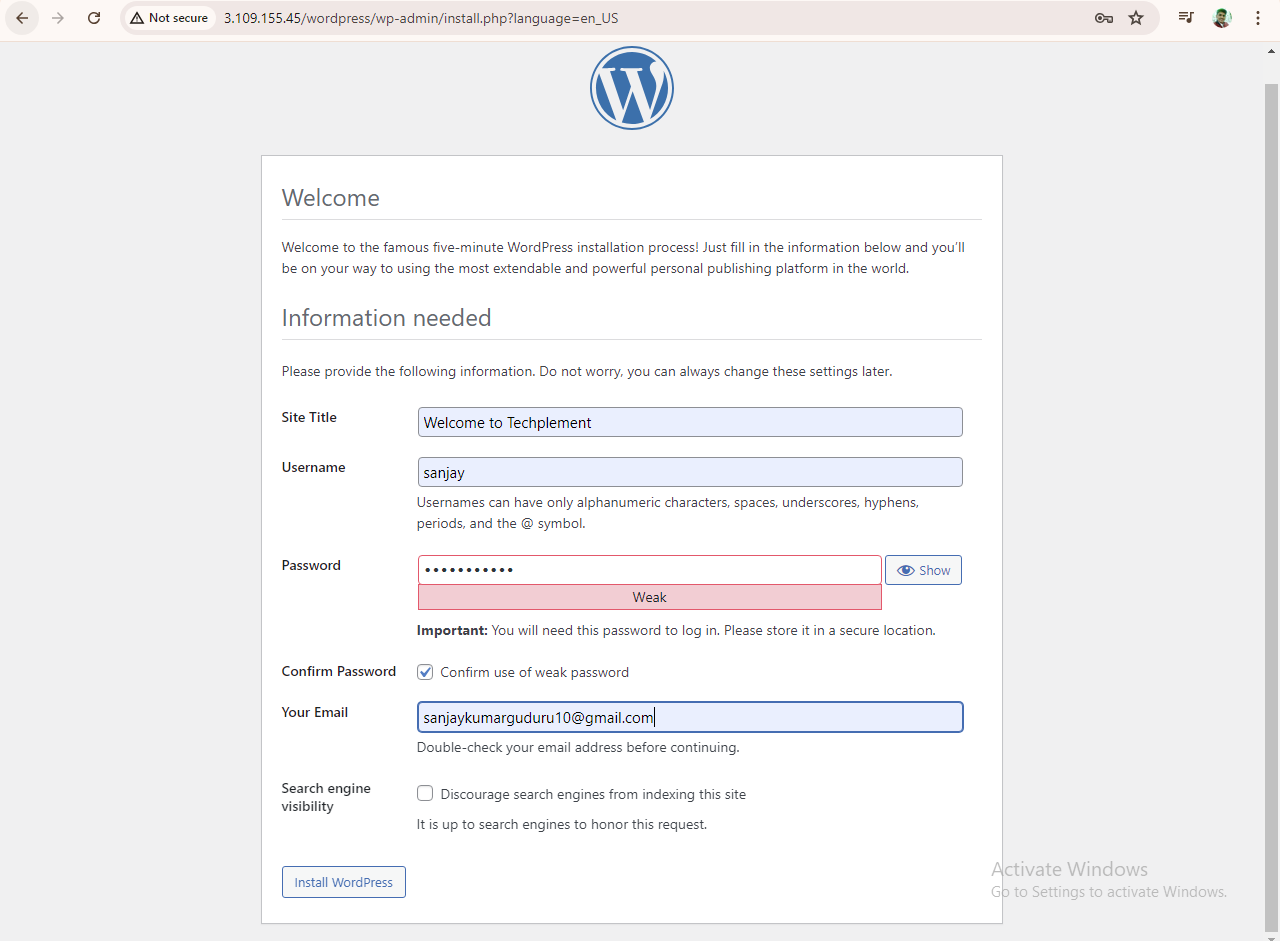 Not secure 3.109.155.45/wordpress/wp-admin/install.php?language=en_US
W
Welcome
Welcome to the famous five-minute WordPress installation process! Just fill in the information below and you’ll
be on your way to using the most extendable and powerful personal publishing platform in the world.
Information needed
Please provide the following information. Do not worry, you can always change these settings later.
Site Title Welcome to Techplement
Username sanjay
Usernames can have only alphanumeric characters, spaces, underscores, hyphens,
periods, and the @ symbol.
Password ••••••••••• Show
Weak
Important: You will need this password to log in. Please store it in a secure location.
Confirm Password Confirm use of weak password
Your Email sanjaykumarguduru10@gmail.com
Double-check your email address before continuing.
Search engine
visibility
Discourage search engines from indexing this site
It is up to search engines to honor this request.
Install WordPress
Activate Windows
Go to Settings to activate Windows.